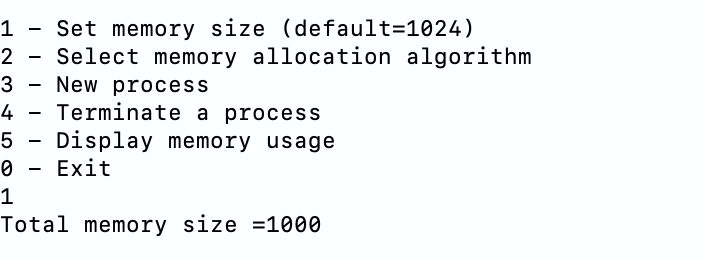 1 – Set memory size (default=1024)
2 – Select memory allocation algorithm
3 – New process
4 – Terminate a process
5 – Display memory usage
0 – Exit
1
Total memory size =1000